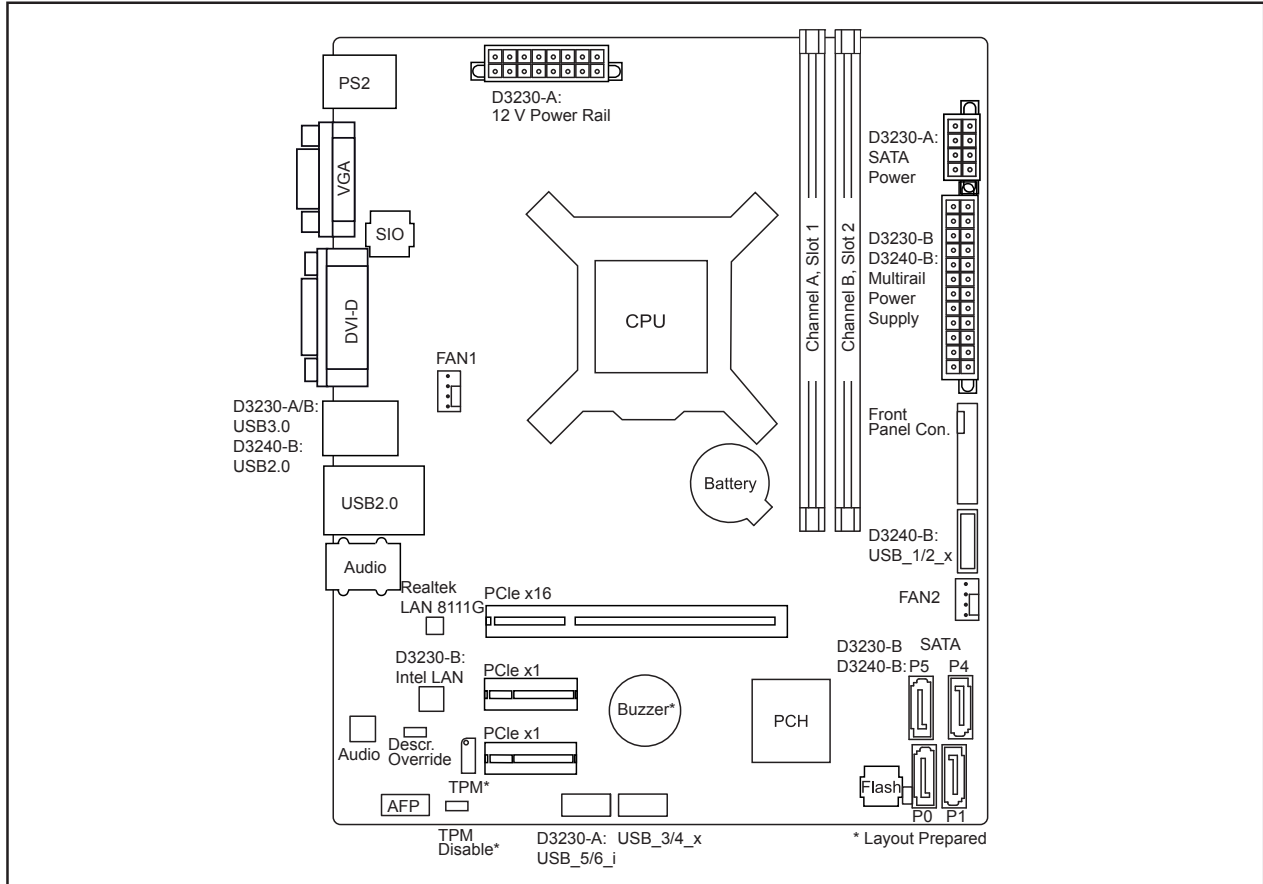 PS2
D3230-A:
12 V Power Rail
D3230-A:
SATA
Power
VGA
SIO
Channel A, Slot 1
Channel B, Slot 2
D3230-B
D3240-B:
Multirail
Power
Supply
DVI-D
CPU
FAN1
D3230-A/B:
USB3.0
D3240-B:
USB2.0
Front
Panel Con.
Battery
USB2.0
D3240-B:
USB_1/2_x
Audio
Realtek
LAN 8111G
PCIe x16
FAN2
D3230-B:
Intel LAN
PCIe x1
D3230-B SATA
D3240-B: P5 P4
Buzzer*
PCH
Audio
Descr.
Override
PCIe x1
TPM*
Flash
AFP
P0 P1
TPM
Disable*
D3230-A: USB_3/4_x
USB_5/6_i
* Layout Prepared